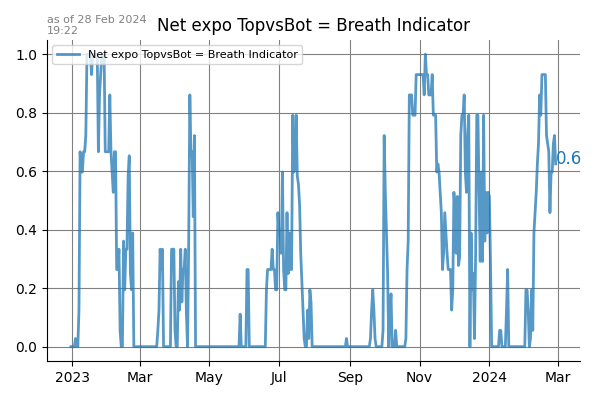 as of 28 Feb 2024
19:22
Net expo TopvsBot = Breath Indicator
Net expo TopvsBot = Breath Indicator
1.0
0.8
0.6
0.4
0.2
0.0
0.6
2023 Mar May Jul Sep Nov 2024 Mar